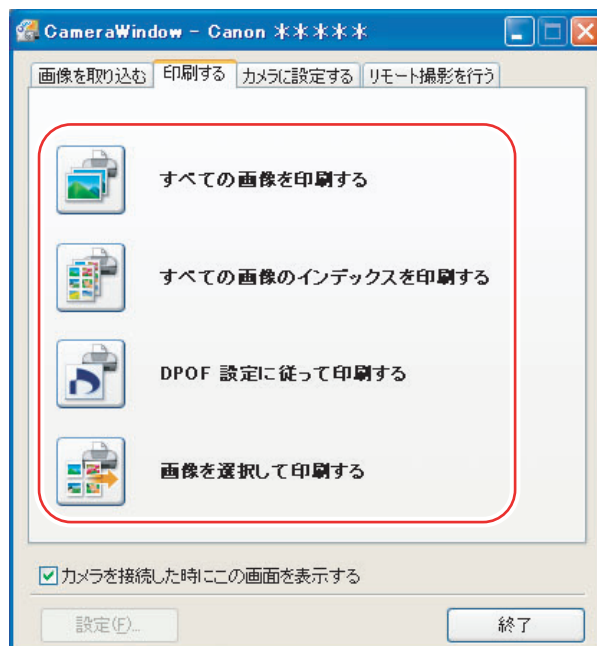 CameraWindow - Canon ＊＊＊＊＊
画像を取り込む 印刷する カメラに設定する リモート撮影を行う
すべての画像を印刷する
すべての画像のインデックスを印刷する
DPOF 設定に従って印刷する
画像を選択して印刷する
カメラを接続した時にこの画面を表示する
設定(F)... 終了